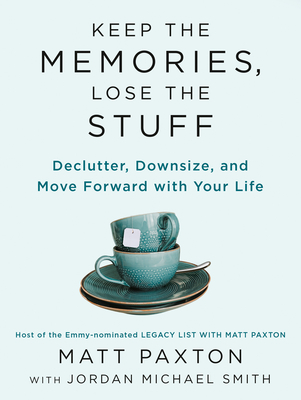 KEEP THE
MEMORIES,
LOSE THE
STUFF
Declutter, Downsize, and
Move Forward with Your Life
Host of the Emmy-nominated LEGACY LIST WITH MATT PAXTON
MATT PAXTON
WITH JORDAN MICHAEL SMITH